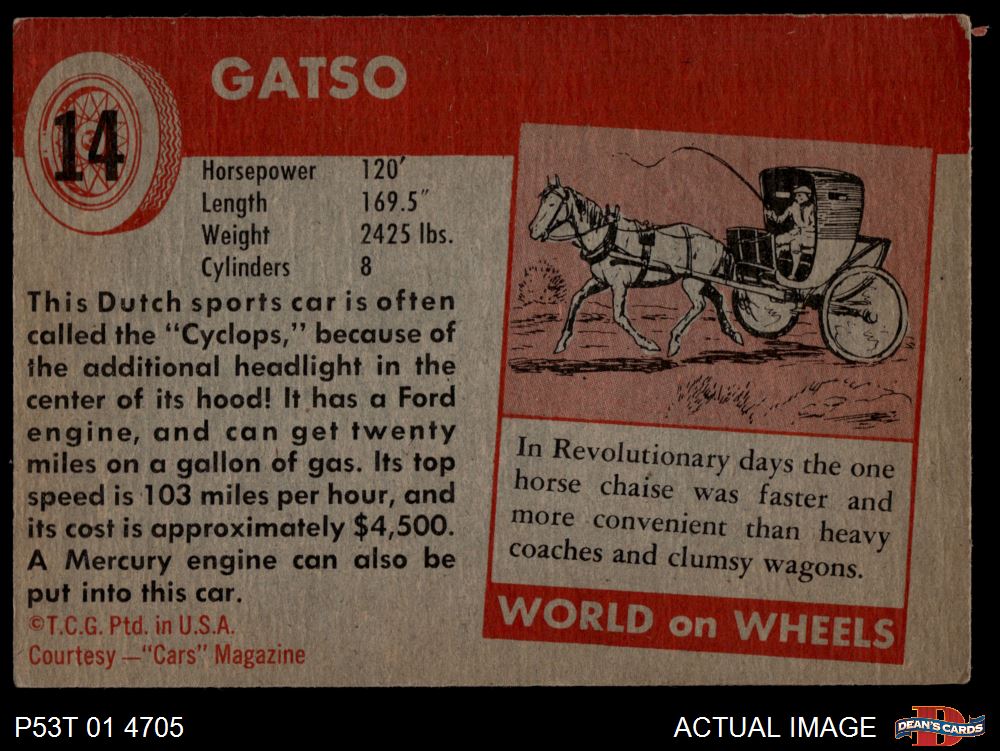 14
GATSO
Horsepower 120'
Length 169.5"
Weight 2425 lbs.
Cylinders 8
This Dutch sports car is often
called the "Cyclops," because of
the additional headlight in the
center of its hood! It has a Ford
engine, and can get twenty
miles on a gallon of gas. Its top
speed is 103 miles per hour, and
its cost is approximately $4,500.
A Mercury engine can also be
put into this car.
©T.C.G. Ptd. in U.S.A.
Courtesy —"Cars" Magazine
In Revolutionary days the one
horse chaise was faster and
more convenient than heavy
coaches and clumsy wagons.
WORLD on WHEELS
P53T 01 4705
ACTUAL IMAGE
DEAN'S CARDS